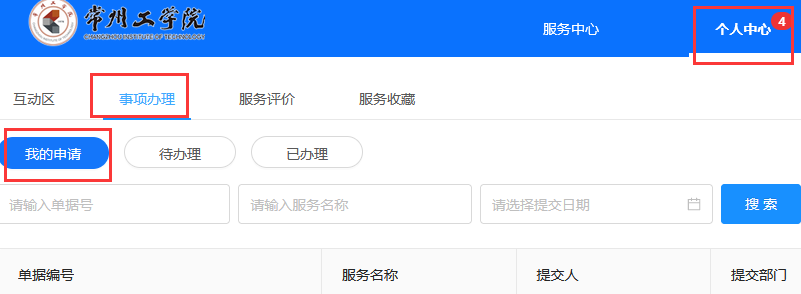 常州工学院
CHANGZHOU INSTITUTE OF TECHNOLOGY
服务中心
个人中心
4
互动区
事项办理
服务评价
服务收藏
我的申请
待办理
已办理
请输入单据号
请输入服务名称
请选择提交日期
搜 索
单据编号
服务名称
提交人
提交部门